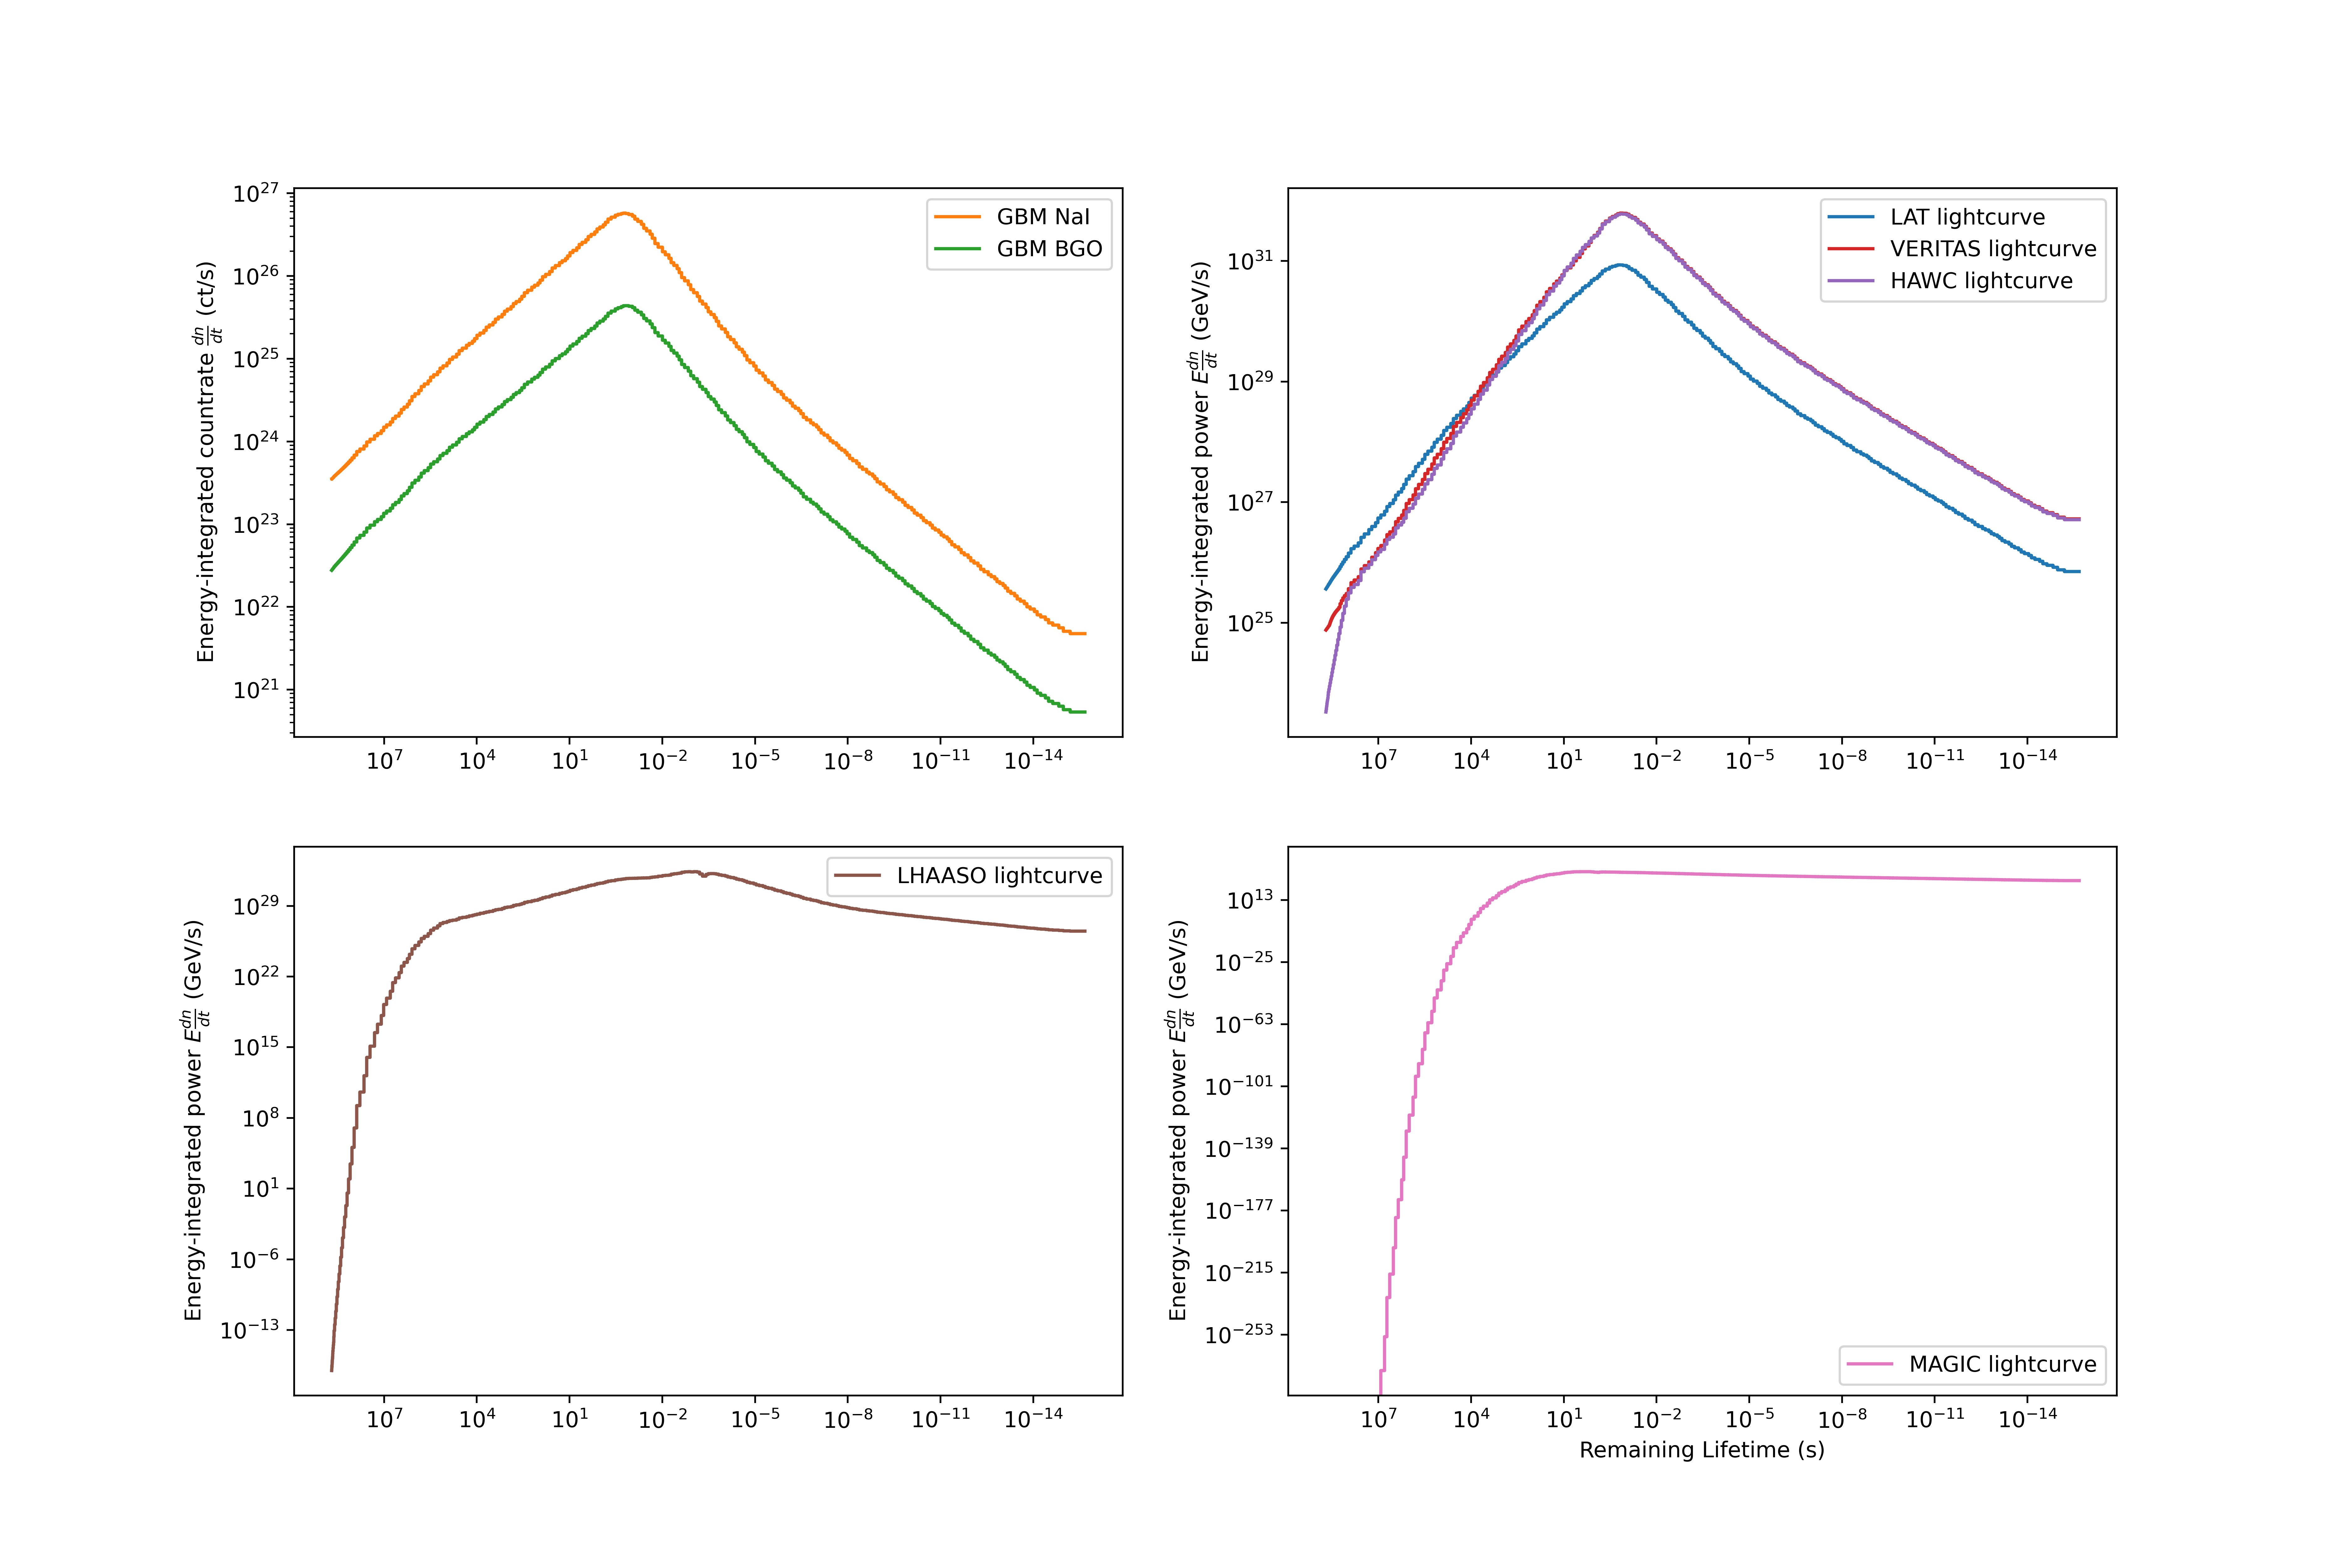 Energy-integrated countrate $\frac{dn}{dt}$ (ct/s)
10^27
10^26
10^25
10^24
10^23
10^22
10^21
GBM NaI
GBM BGO
10^7 10^4 10^1 10^−2 10^−5 10^−8 10^−11 10^−14
Energy-integrated power $E\frac{dn}{dt}$ (GeV/s)
10^31
10^29
10^27
10^25
LAT lightcurve
VERITAS lightcurve
HAWC lightcurve
10^7 10^4 10^1 10^−2 10^−5 10^−8 10^−11 10^−14
Energy-integrated power $E\frac{dn}{dt}$ (GeV/s)
10^29
10^22
10^15
10^8
10^1
10^−6
10^−13
LHAASO lightcurve
10^7 10^4 10^1 10^−2 10^−5 10^−8 10^−11 10^−14
Energy-integrated power $E\frac{dn}{dt}$ (GeV/s)
10^13
10^−25
10^−63
10^−101
10^−139
10^−177
10^−215
10^−253
MAGIC lightcurve
10^7 10^4 10^1 10^−2 10^−5 10^−8 10^−11 10^−14
Remaining Lifetime (s)